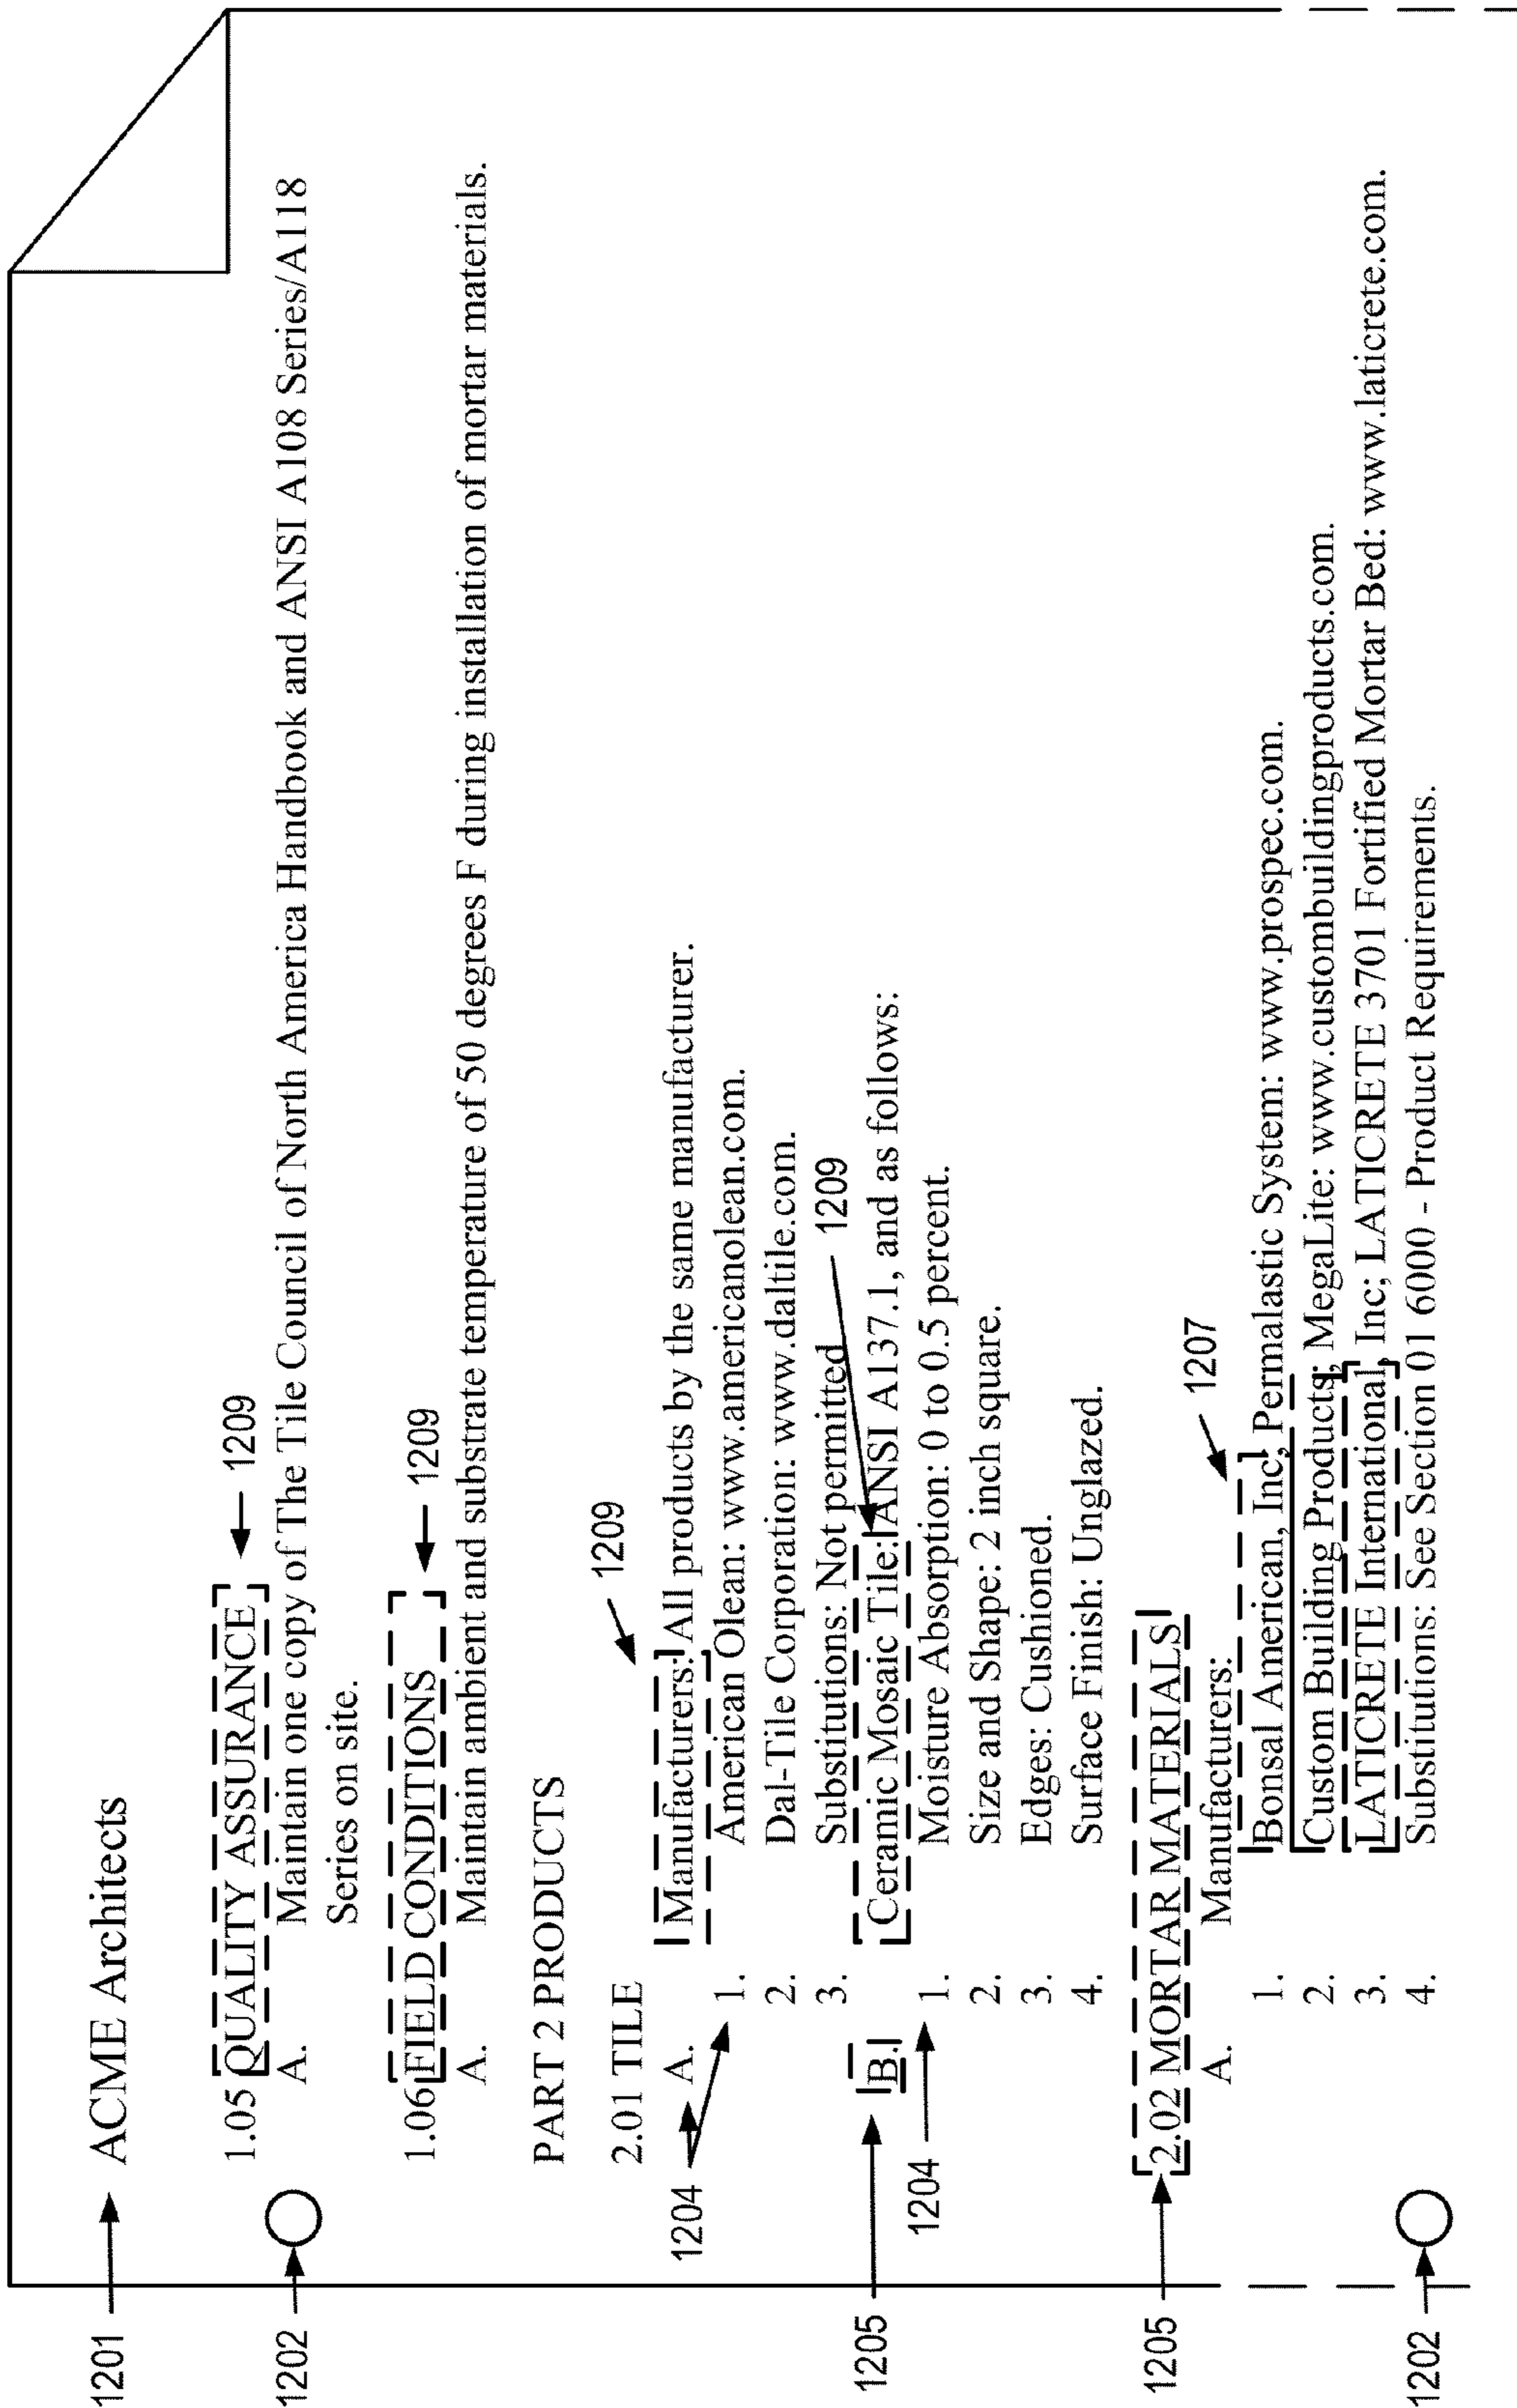 1201 ACME Architects
1.05 QUALITY ASSURANCE 1209
1202 A. Maintain one copy of The Tile Council of North America Handbook and ANSI A108 Series/A118
Series on site.
1.06 FIELD CONDITIONS 1209
A. Maintain ambient and substrate temperature of 50 degrees F during installation of mortar materials.
PART 2 PRODUCTS
2.01 TILE 1209
1204 A. Manufacturers: All products by the same manufacturer.
1. American Olean: www.americanolean.com.
2. Dal-Tile Corporation: www.daltile.com.
3. Substitutions: Not permitted 1209
1205 B. Ceramic Mosaic Tile: ANSI A137.1, and as follows:
1204 1. Moisture Absorption: 0 to 0.5 percent.
2. Size and Shape: 2 inch square.
3. Edges: Cushioned.
4. Surface Finish: Unglazed.
1205 2.02 MORTAR MATERIALS
A. Manufacturers: 1207
1. Bonsal American, Inc; Permalastic System: www.prospec.com.
2. Custom Building Products; MegaLite: www.custombuildingproducts.com.
3. LATICRETE International, Inc; LATICRETE 3701 Fortified Mortar Bed: www.laticrete.com.
1202 4. Substitutions: See Section 01 6000 - Product Requirements.